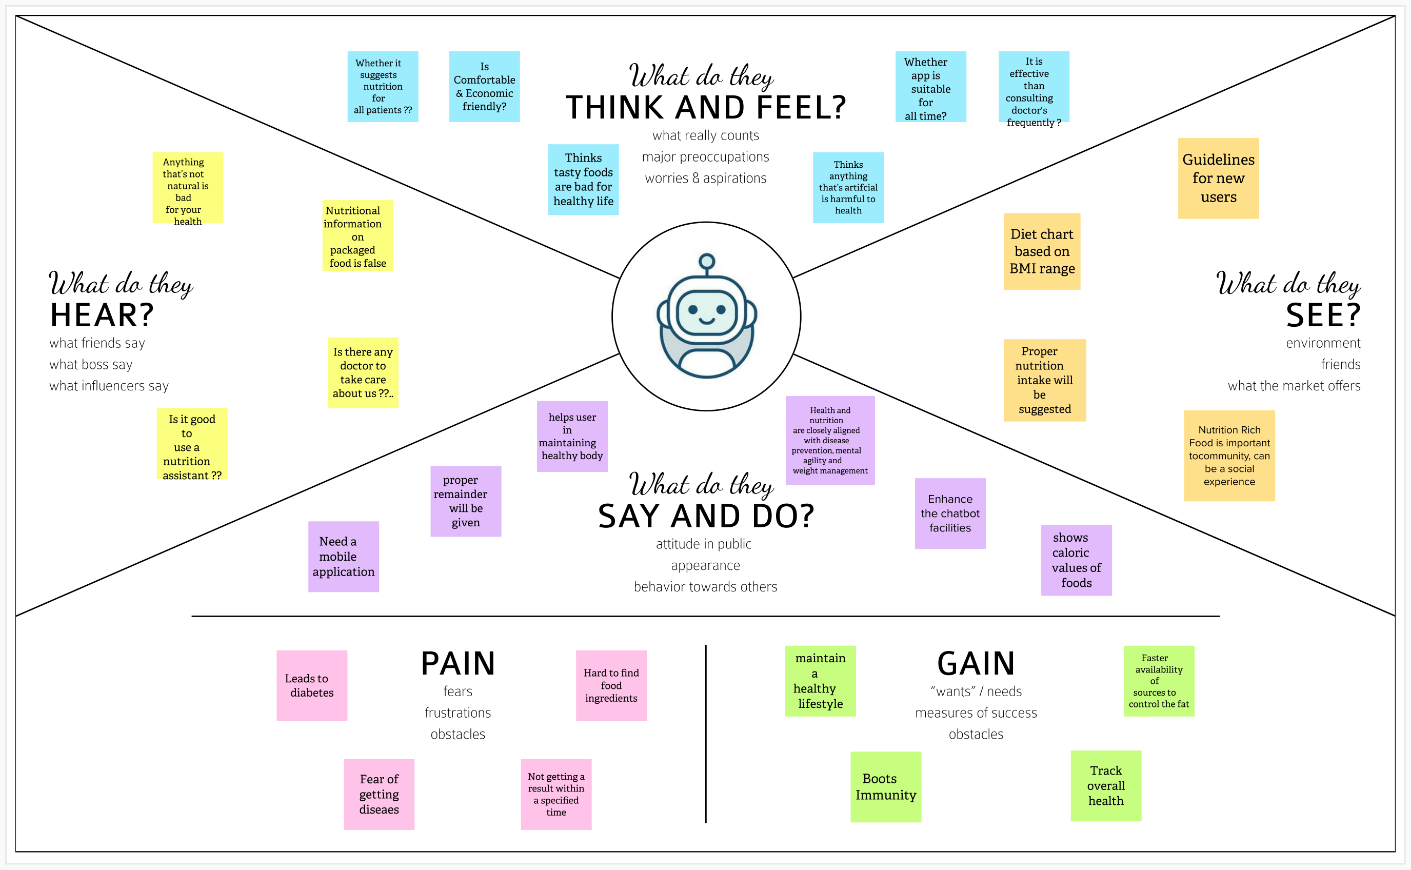 Whether it
suggests
nutrition
for
all patients ??
Is
Comfortable
& Economic
friendly?
What do they
THINK AND FEEL?
what really counts
major preoccupations
worries & aspirations
Whether
app is
suitable
for
all time?
It is
effective
than
consulting
doctor's
frequently ?
Thinks
tasty foods
are bad for
healthy life
Thinks
anything
that's artifcial
is harmful to
health
Anything
that's not
natural is
bad
for your
health
Nutritional
information
on
packaged
food is false
What do they
HEAR?
what friends say
what boss say
what influencers say
Is there any
doctor to
take care
about us ??..
Is it good
to
use a
nutrition
assistant ??
Guidelines
for new
users
Diet chart
based on
BMI range
What do they
SEE?
environment
friends
what the market offers
Proper
nutrition
intake will
be
suggested
Nutrition Rich
Food is important
tocommunity, can
be a social
experience
helps user
in
maintaining
healthy body
Health and
nutrition
are closely aligned
with disease
prevention, mental
agility and
weight management
proper
remainder
will be
given
Need a
mobile
application
What do they
SAY AND DO?
attitude in public
appearance
behavior towards others
Enhance
the chatbot
facilities
shows
caloric
values of
foods
PAIN
fears
frustrations
obstacles
Leads to
diabetes
Hard to find
food
ingredients
Fear of
getting
diseaes
Not getting a
result within
a specified
time
GAIN
"wants" / needs
measures of success
obstacles
maintain
a
healthy
lifestyle
Faster
availability
of
sources to
control the fat
Boots
Immunity
Track
overall
health